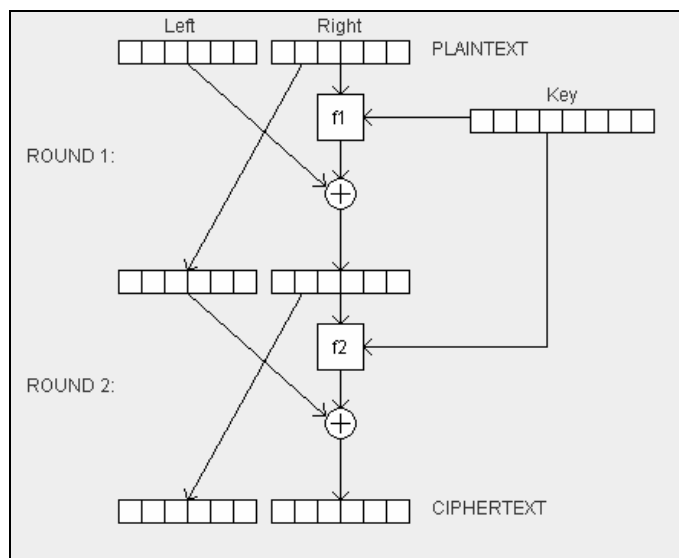 Left Right
PLAINTEXT
Key
f1
ROUND 1:
f2
ROUND 2:
CIPHERTEXT